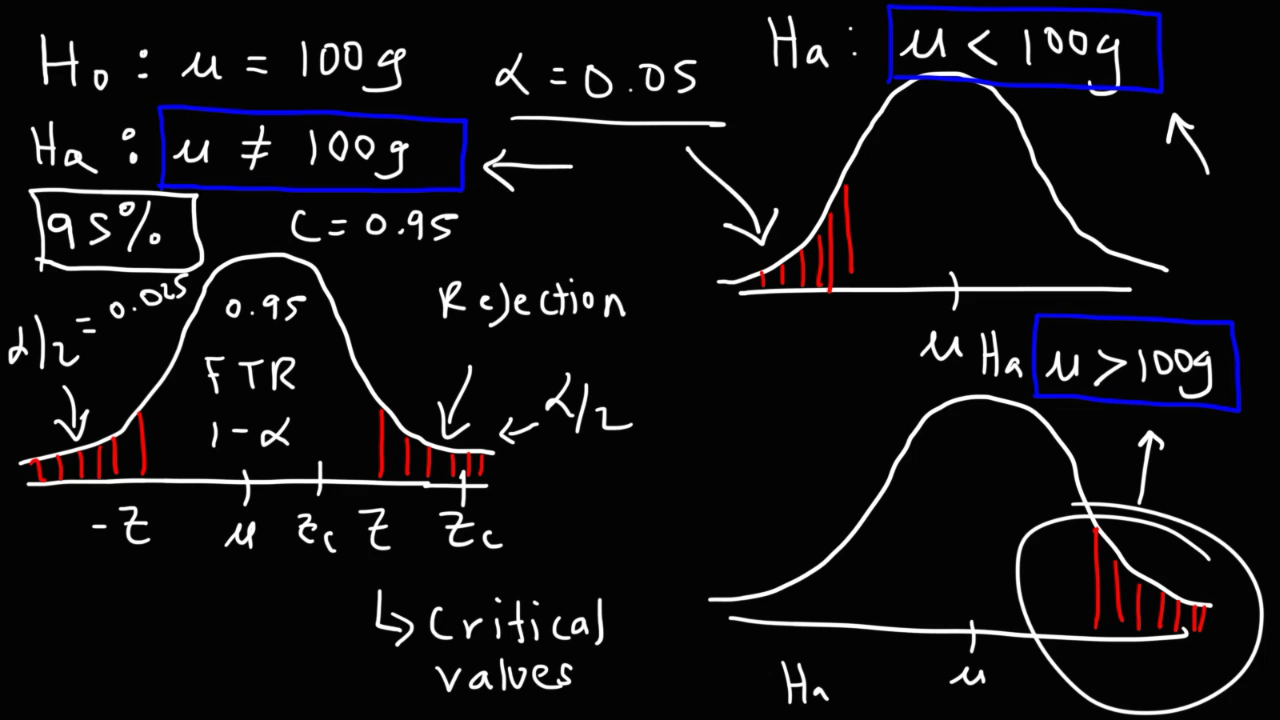 H₀ : μ = 100g
Ha : μ ≠ 100g
α = 0.05
95%
C = 0.95
α/2 = 0.025
0.95
FTR
1-α
Rejection
α/2
-Z μ Zc Z Zc
↳ Critical
values
Ha : μ < 100g
μ
Ha μ > 100g
μ
Ha